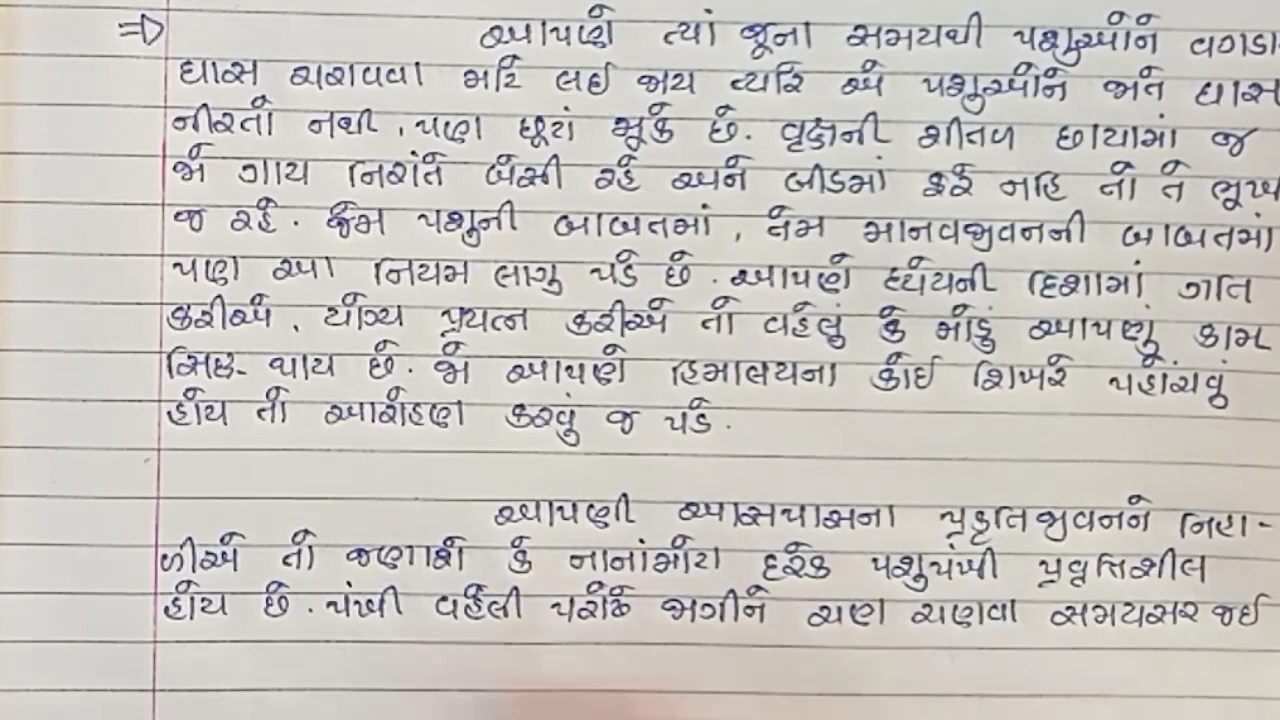 ⇒ આપણે ત્યાં જૂના સમયથી પશુઓને વગડા
ઘાસ ચરાવવા માટે લઈ જાય ત્યારે એ પશુઓને જાતે ઘાસ
નીરતો નથી, પણ છૂટાં મૂકે છે. વૃક્ષની શીતળ છાયામાં જ
જો ગાય નિરાંતે બેસી રહે અને બીડમાં ફરે નહિ તો તે ભૂખ
જ રહે. જેમ પશુની બાબતમાં, તેમ માનવજીવનની બાબતમાં
પણ આ નિયમ લાગુ પડે છે. આપણે ધ્યેયની દિશામાં ગતિ
કરીએ, યોગ્ય પ્રયત્ન કરીએ તો વહેલું કે મોડું આપણું કામ
સિદ્ધ થાય છે. જો આપણે હિમાલયના કોઈ શિખરે પહોંચવું
હોય તો આરોહણ કરવું જ પડે.
આપણી આસપાસના પ્રકૃતિજીવનને નિહા-
ળીએ તો જણાશે કે નાનાંમોટા દરેક પશુપંખી પ્રવૃત્તિશીલ
હોય છે. પંખી વહેલી પરોઢે જાગીને ચણ ચણવા સમયસર જઈ